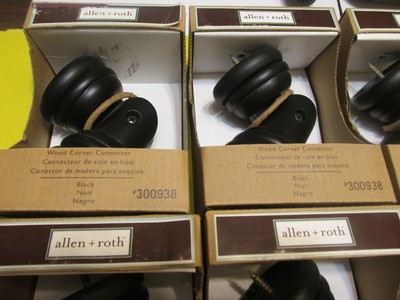 allen + roth
allen + roth
Wood Corner Connector
Connecteur de coin en bois
Conector de madera para esquina
Black
Noir
Negro
#300938
Wood Corner Connector
Connecteur de coin en bois
Conector de madera para esquina
Black
Noir
Negro
#300938
allen + roth
allen + roth